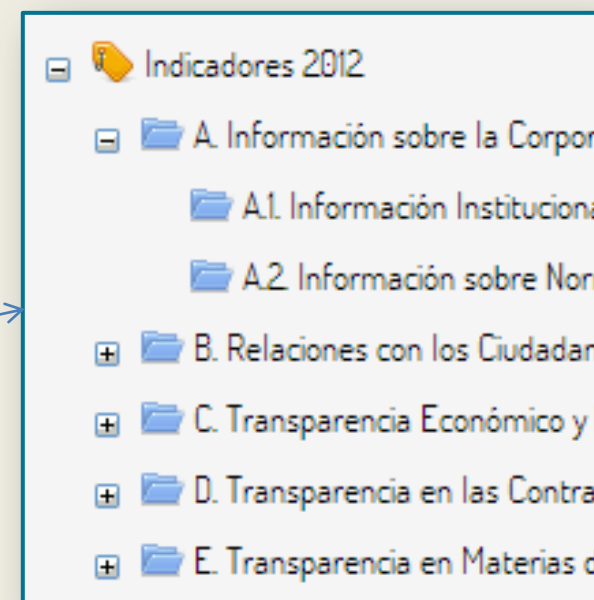 Indicadores 2012
A. Información sobre la Corpor
A.1. Información Instituciona
A.2. Información sobre Nor
B. Relaciones con los Ciudadan
C. Transparencia Económico y
D. Transparencia en las Contra
E. Transparencia en Materias d